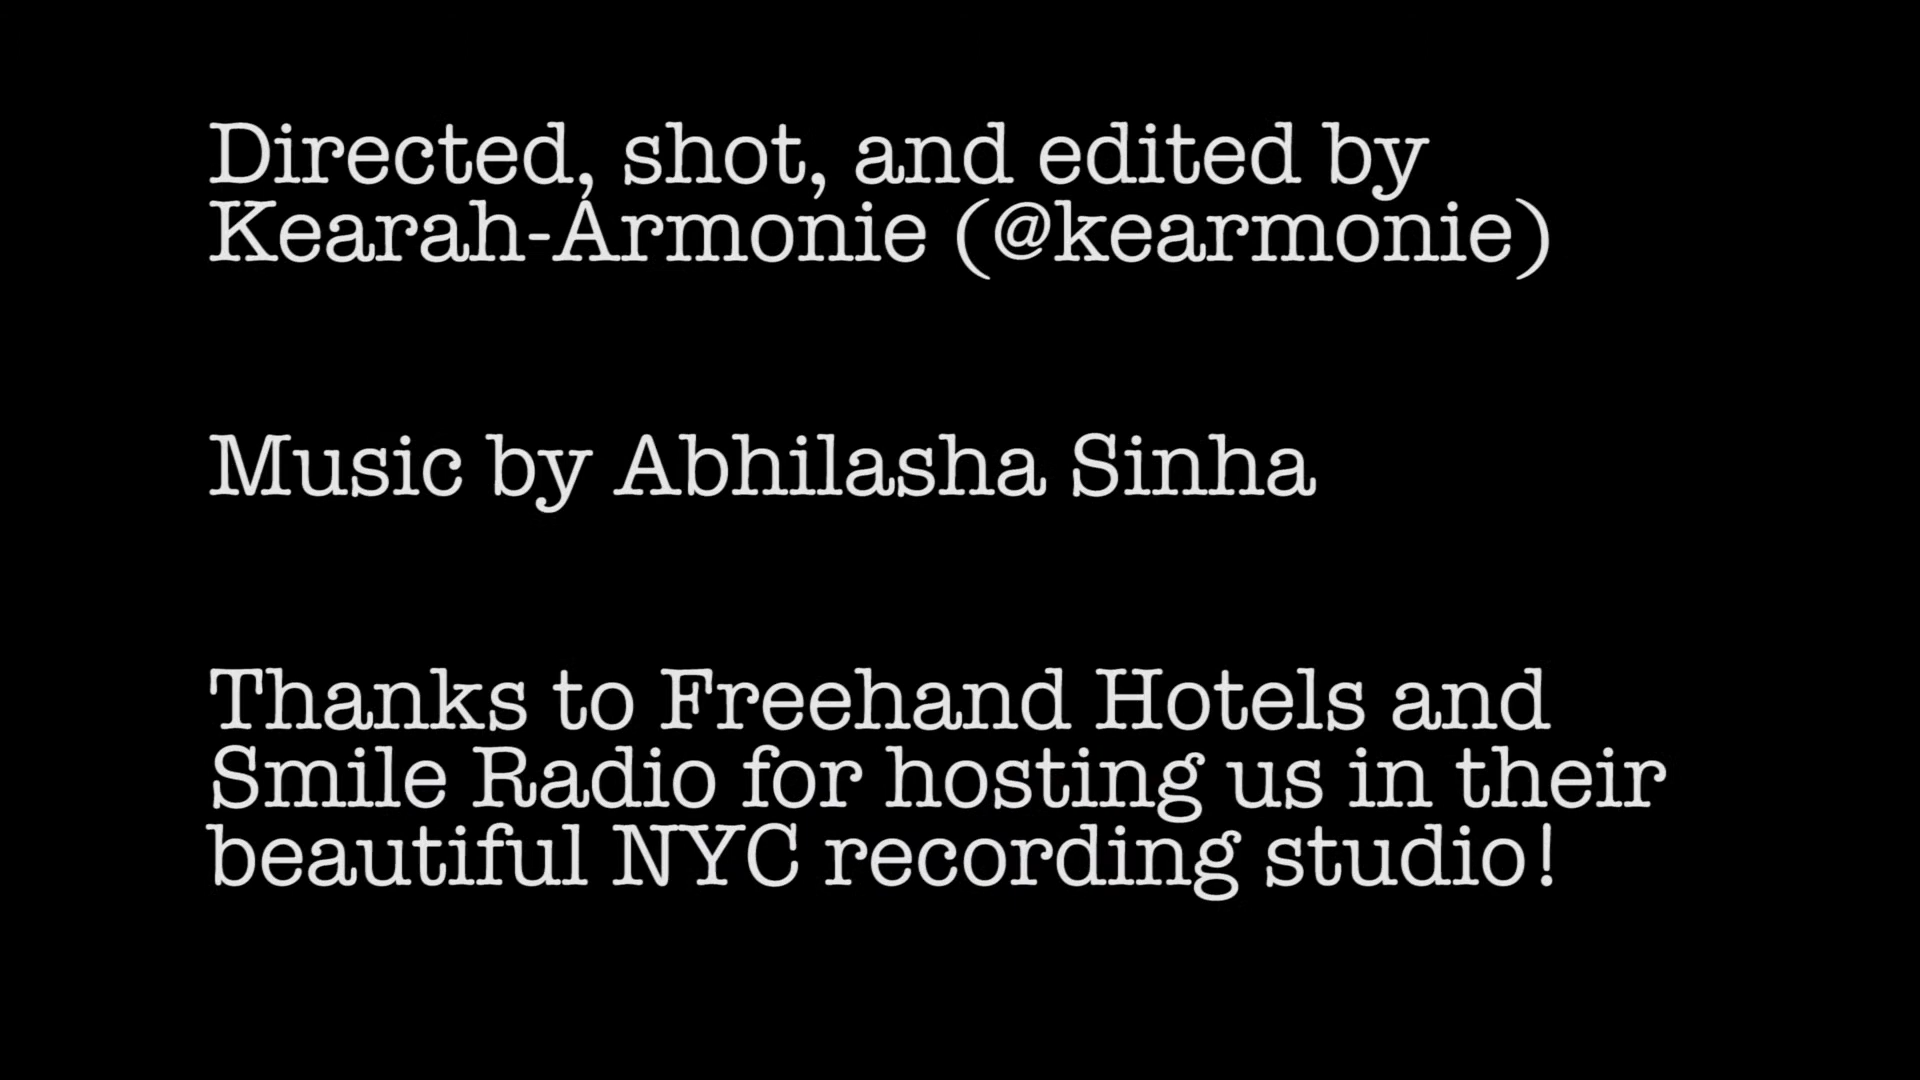 Directed, shot, and edited by
Kearah-Armonie (@kearmonie)
Music by Abhilasha Sinha
Thanks to Freehand Hotels and
Smile Radio for hosting us in their
beautiful NYC recording studio!